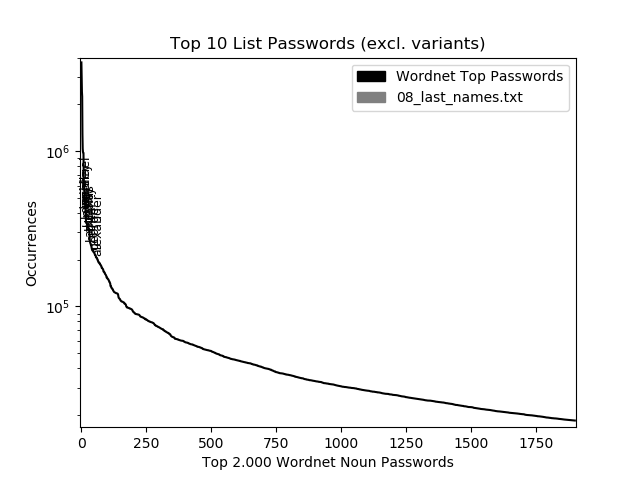 Top 10 List Passwords (excl. variants)
Wordnet Top Passwords
08_last_names.txt
Occurrences
10^6
10^5
alexander
0 250 500 750 1000 1250 1500 1750
Top 2.000 Wordnet Noun Passwords